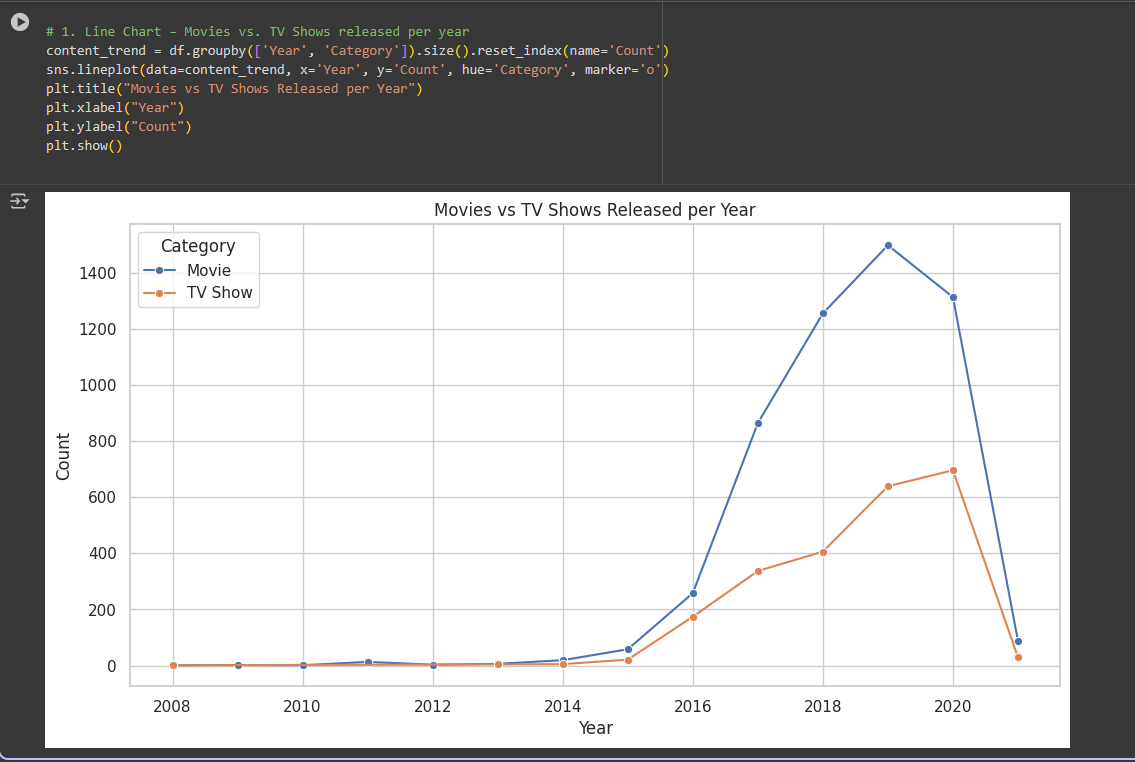 # 1. Line Chart – Movies vs. TV Shows released per year
content_trend = df.groupby(['Year', 'Category']).size().reset_index(name='Count')
sns.lineplot(data=content_trend, x='Year', y='Count', hue='Category', marker='o')
plt.title("Movies vs TV Shows Released per Year")
plt.xlabel("Year")
plt.ylabel("Count")
plt.show()
Movies vs TV Shows Released per Year
Category
Movie
TV Show
1400
1200
1000
800
600
400
200
0
Count
2008 2010 2012 2014 2016 2018 2020
Year